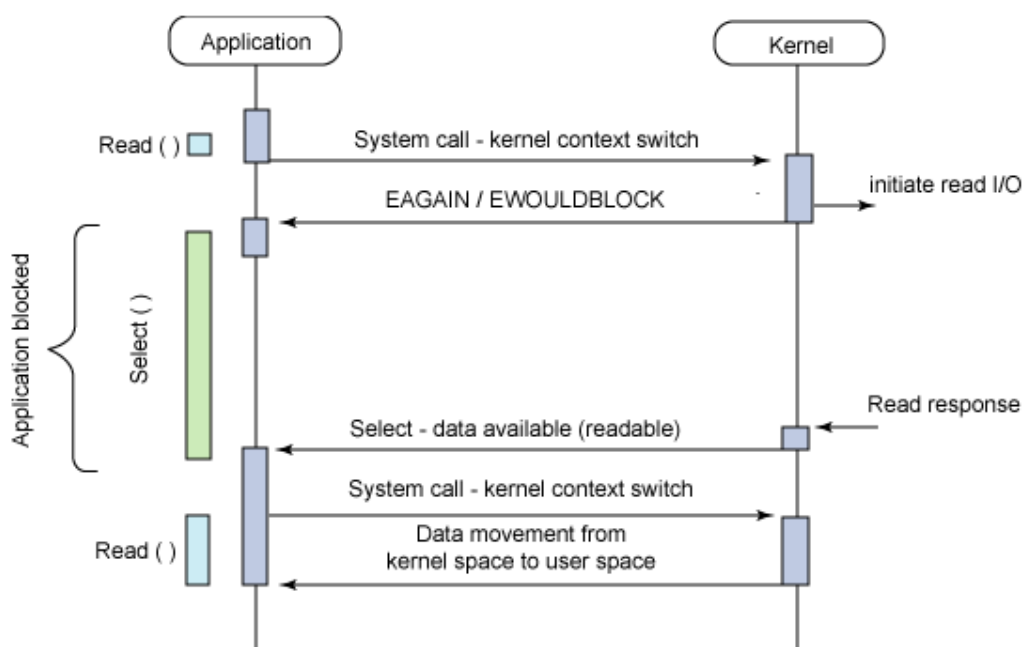 Application
Kernel
Read ( )
System call - kernel context switch
initiate read I/O
EAGAIN / EWOULDBLOCK
Application blocked
Select ( )
Read response
Select - data available (readable)
System call - kernel context switch
Read ( )
Data movement from
kernel space to user space